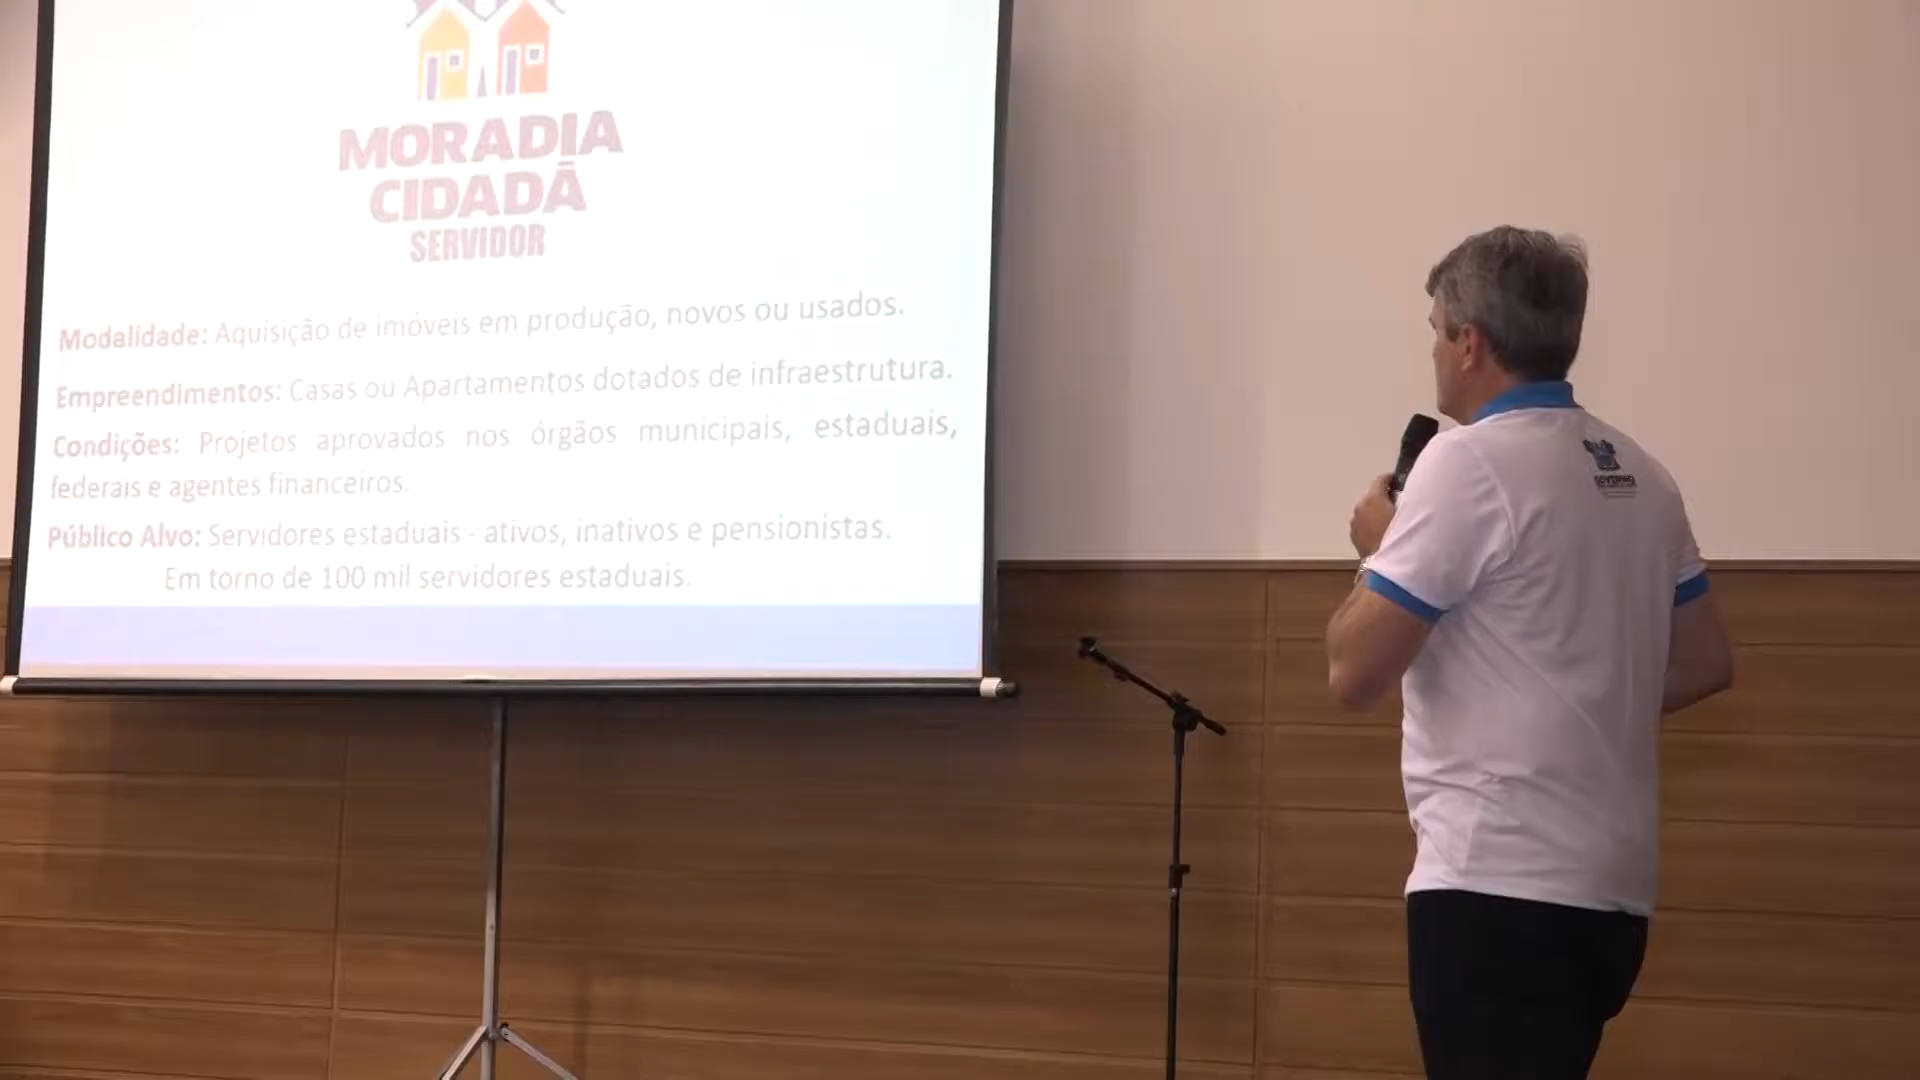 MORADIA
CIDADÃ
SERVIDOR
Modalidade: Aquisição de imóveis em produção, novos ou usados.
Empreendimentos: Casas ou Apartamentos dotados de infraestrutura.
Condições: Projetos aprovados nos órgãos municipais, estaduais,
federais e agentes financeiros.
Público Alvo: Servidores estaduais - ativos, inativos e pensionistas.
Em torno de 100 mil servidores estaduais.
GOVERNO